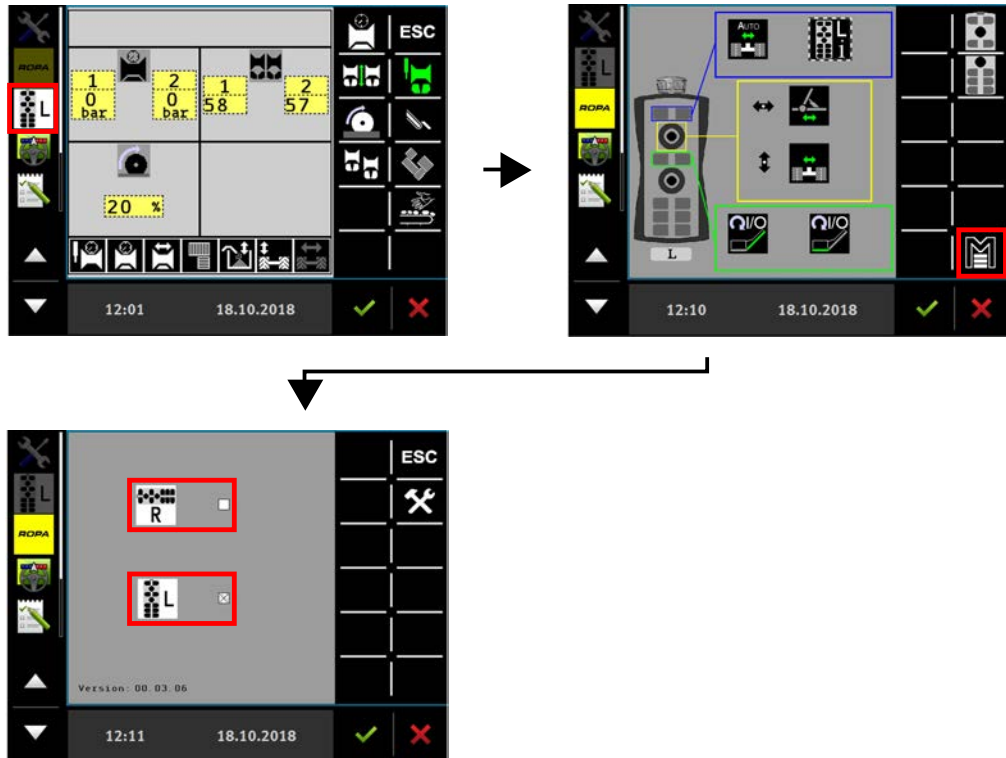 ESC
ROPA
1
0
bar
2
0
bar
1
58
2
57
L
20 %
12:01
18.10.2018
AUTO
L
i
L
ROPA
I/O
I/O
L
12:10
18.10.2018
ESC
R
L
ROPA
L
Version: 00.03.06
12:11
18.10.2018